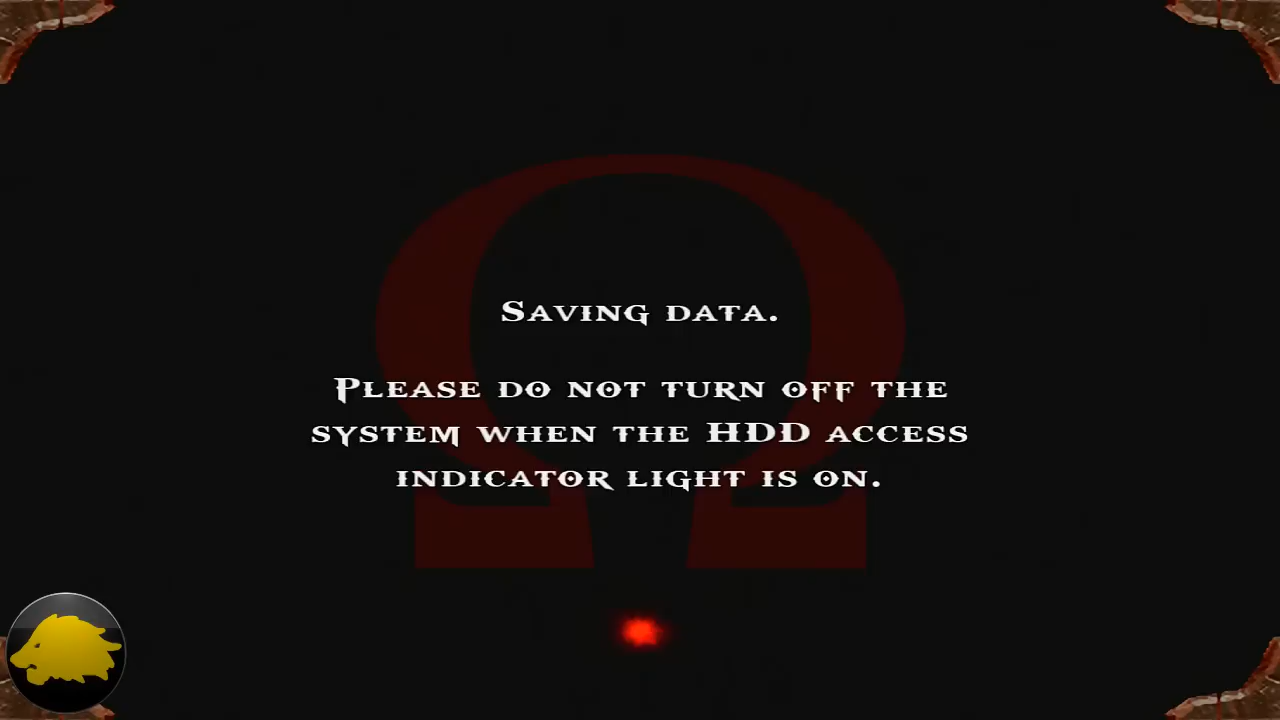 Ω
Saving data.
Please do not turn off the
system when the HDD access
indicator light is on.